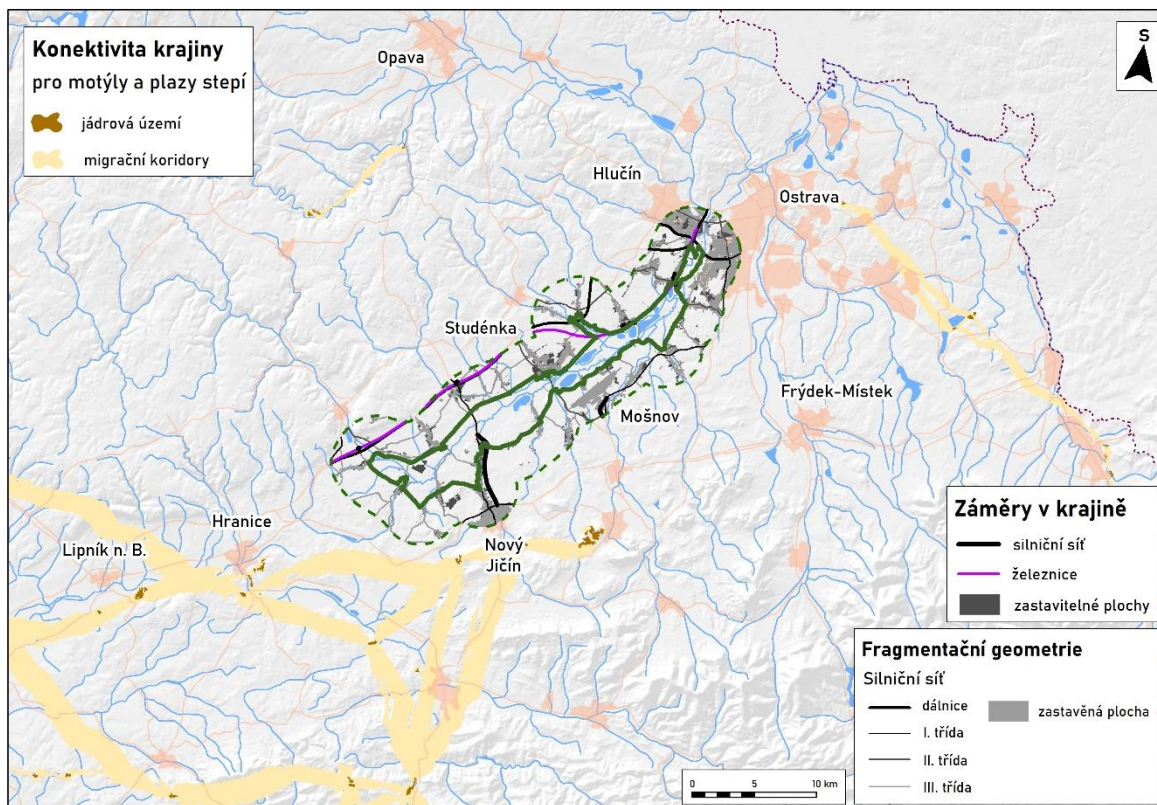 Konektivita krajiny
pro motýly a plazy stepí
jádrová území
migrační koridory
S
Opava
Hlučín
Ostrava
Studénka
Mošnov
Frýdek-Místek
Hranice
Lipník n. B.
Nový
Jičín
Záměry v krajině
silniční síť
železnice
zastavitelné plochy
Fragmentační geometrie
Silniční síť
dálnice
zastavěná plocha
I. třída
II. třída
III. třída
0 5 10 km